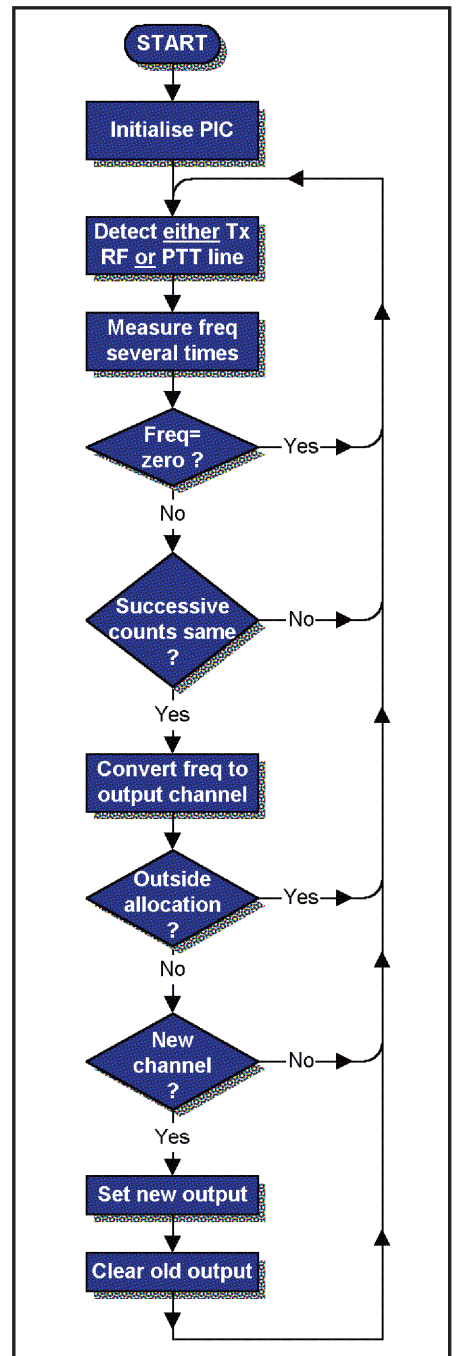 START
Initialise PIC
Detect either Tx
RF or PTT line
Measure freq
several times
Freq=
zero ?
Yes
No
Successive
counts same
?
No
Yes
Convert freq to
output channel
Outside
allocation
?
Yes
No
New
channel
?
No
Yes
Set new output
Clear old output